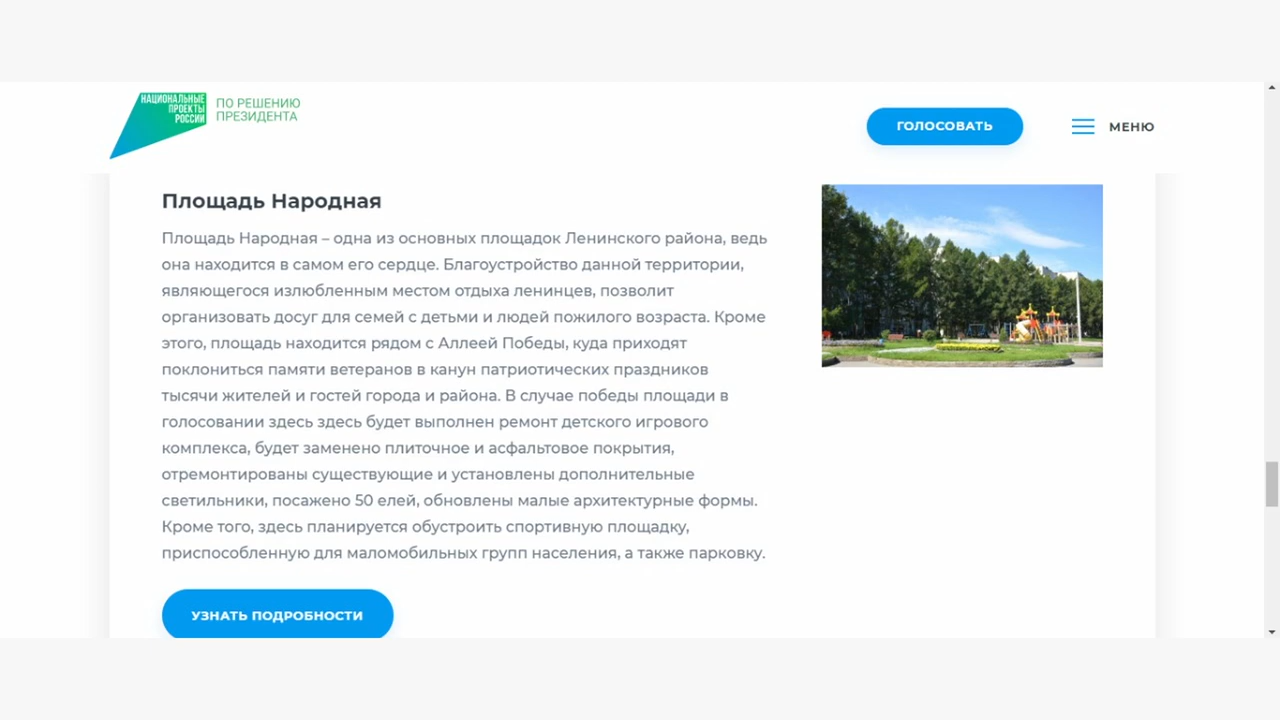 НАЦИОНАЛЬНЫЕ
ПРОЕКТЫ
РОССИИ
ПО РЕШЕНИЮ
ПРЕЗИДЕНТА
ГОЛОСОВАТЬ
МЕНЮ
Площадь Народная
Площадь Народная – одна из основных площадок Ленинского района, ведь
она находится в самом его сердце. Благоустройство данной территории,
являющегося излюбленным местом отдыха ленинцев, позволит
организовать досуг для семей с детьми и людей пожилого возраста. Кроме
этого, площадь находится рядом с Аллеей Победы, куда приходят
поклониться памяти ветеранов в канун патриотических праздников
тысячи жителей и гостей города и района. В случае победы площади в
голосовании здесь здесь будет выполнен ремонт детского игрового
комплекса, будет заменено плиточное и асфальтовое покрытия,
отремонтированы существующие и установлены дополнительные
светильники, посажено 50 елей, обновлены малые архитектурные формы.
Кроме того, здесь планируется обустроить спортивную площадку,
приспособленную для маломобильных групп населения, а также парковку.
УЗНАТЬ ПОДРОБНОСТИ